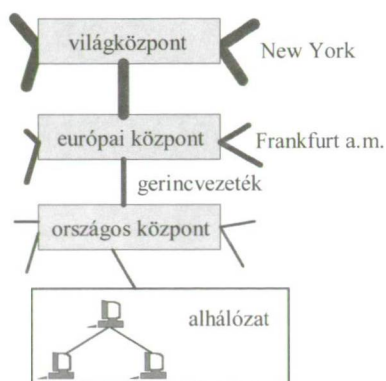 világközpont
New York
európai központ
Frankfurt a.m.
gerincvezeték
országos központ
alhálózat